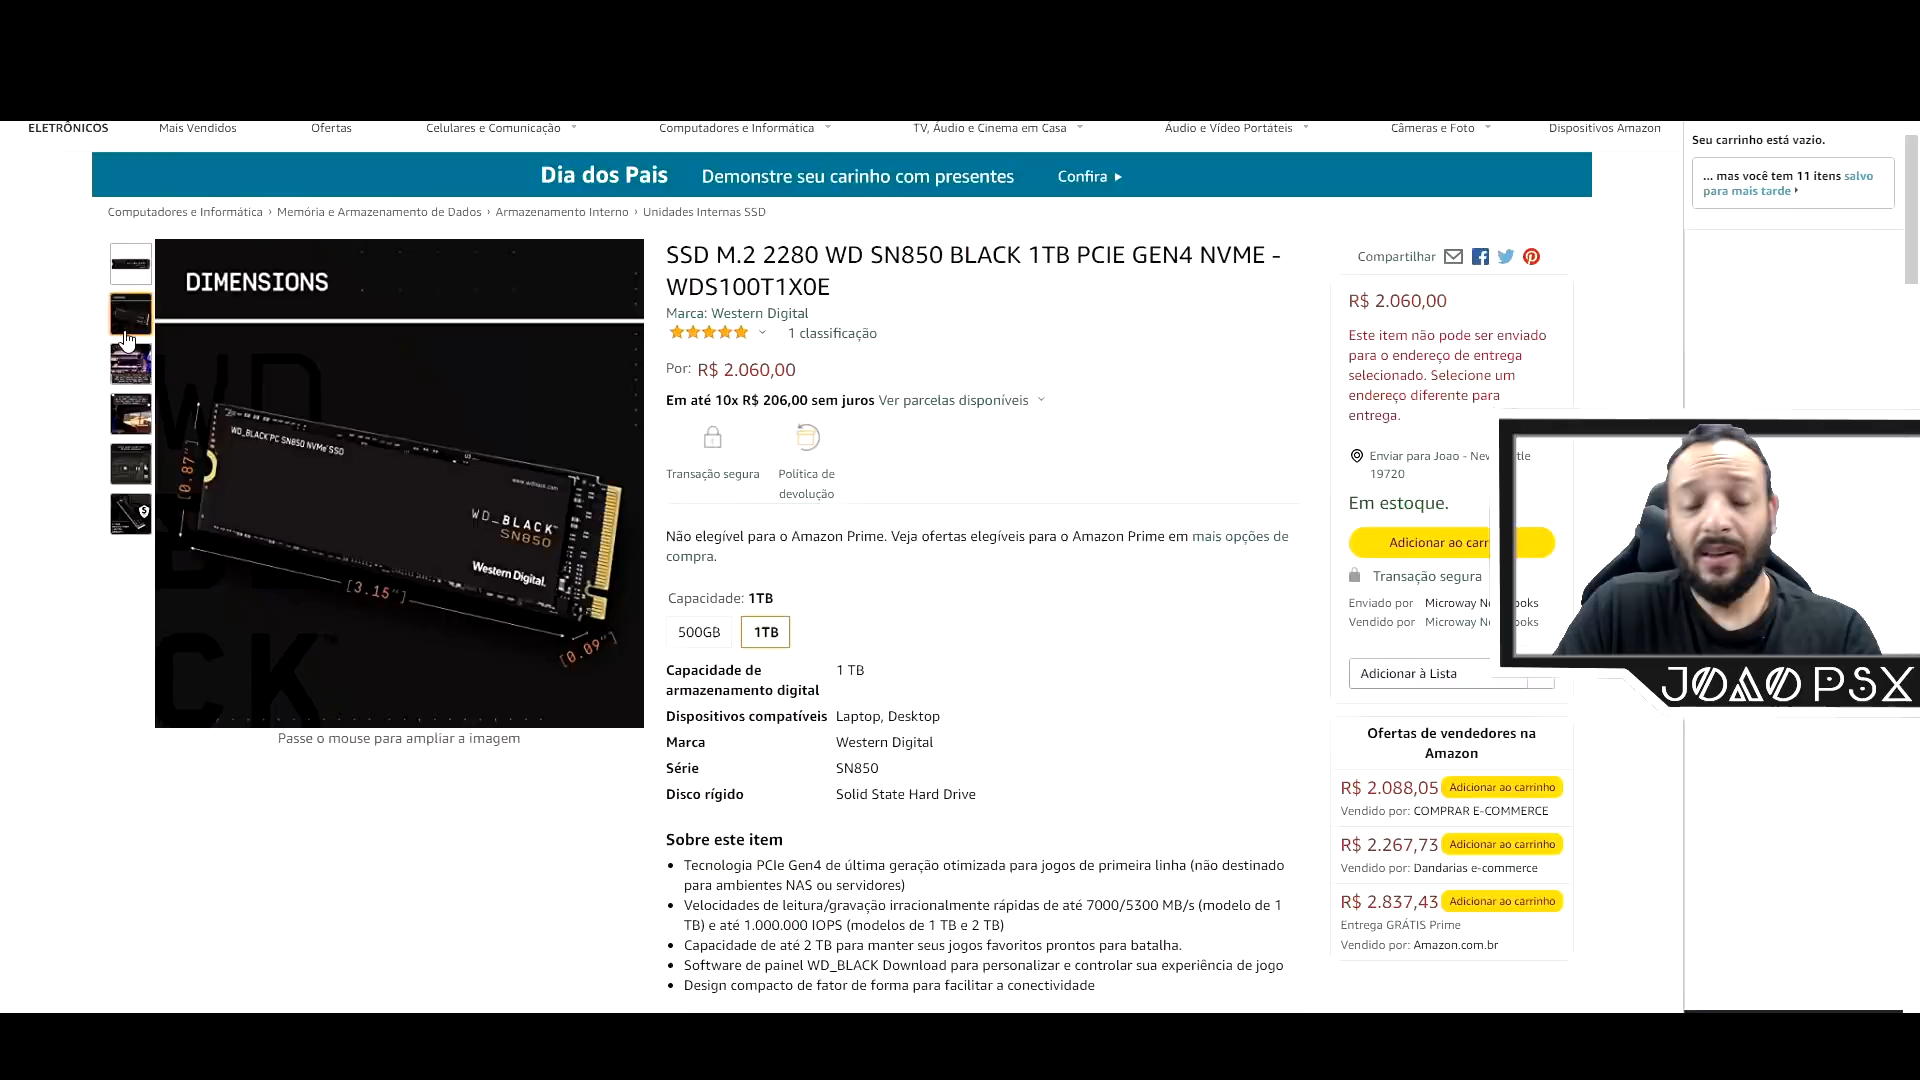 ELETRÔNICOS
Mais Vendidos
Ofertas
Celulares e Comunicação
Computadores e Informática
TV, Áudio e Cinema em Casa
Áudio e Vídeo Portáteis
Câmeras e Foto
Dispositivos Amazon
Dia dos Pais
Demonstre seu carinho com presentes
Confira
Computadores e Informática › Memória e Armazenamento de Dados › Armazenamento Interno › Unidades Internas SSD
DIMENSIONS
WD_BLACK PC SN850 NVMe SSD
www.wdblack.com
WD_BLACK
SN850
Western Digital.
[0.87"]
[3.15"]
[0.09"]
Passe o mouse para ampliar a imagem
SSD M.2 2280 WD SN850 BLACK 1TB PCIE GEN4 NVME -
WDS100T1X0E
Marca: Western Digital
1 classificação
Por: R$ 2.060,00
Em até 10x R$ 206,00 sem juros Ver parcelas disponíveis
Transação segura
Política de
devolução
Não elegível para o Amazon Prime. Veja ofertas elegíveis para o Amazon Prime em mais opções de
compra.
Capacidade: 1TB
500GB
1TB
Capacidade de
armazenamento digital
1 TB
Dispositivos compatíveis Laptop, Desktop
Marca Western Digital
Série SN850
Disco rígido Solid State Hard Drive
Sobre este item
• Tecnologia PCIe Gen4 de última geração otimizada para jogos de primeira linha (não destinado
para ambientes NAS ou servidores)
• Velocidades de leitura/gravação irracionalmente rápidas de até 7000/5300 MB/s (modelo de 1
TB) e até 1.000.000 IOPS (modelos de 1 TB e 2 TB)
• Capacidade de até 2 TB para manter seus jogos favoritos prontos para batalha.
• Software de painel WD_BLACK Download para personalizar e controlar sua experiência de jogo
• Design compacto de fator de forma para facilitar a conectividade
Compartilhar
R$ 2.060,00
Este item não pode ser enviado
para o endereço de entrega
selecionado. Selecione um
endereço diferente para
entrega.
Enviar para Joao - New tle
19720
Em estoque.
Adicionar ao carr
Transação segura
Enviado por Microway N ooks
Vendido por Microway N ooks
Adicionar à Lista
Ofertas de vendedores na
Amazon
R$ 2.088,05 Adicionar ao carrinho
Vendido por: COMPRAR E-COMMERCE
R$ 2.267,73 Adicionar ao carrinho
Vendido por: Dandarias e-commerce
R$ 2.837,43 Adicionar ao carrinho
Entrega GRÁTIS Prime
Vendido por: Amazon.com.br
Seu carrinho está vazio.
... mas você tem 11 itens salvo
para mais tarde
JOAO PSX